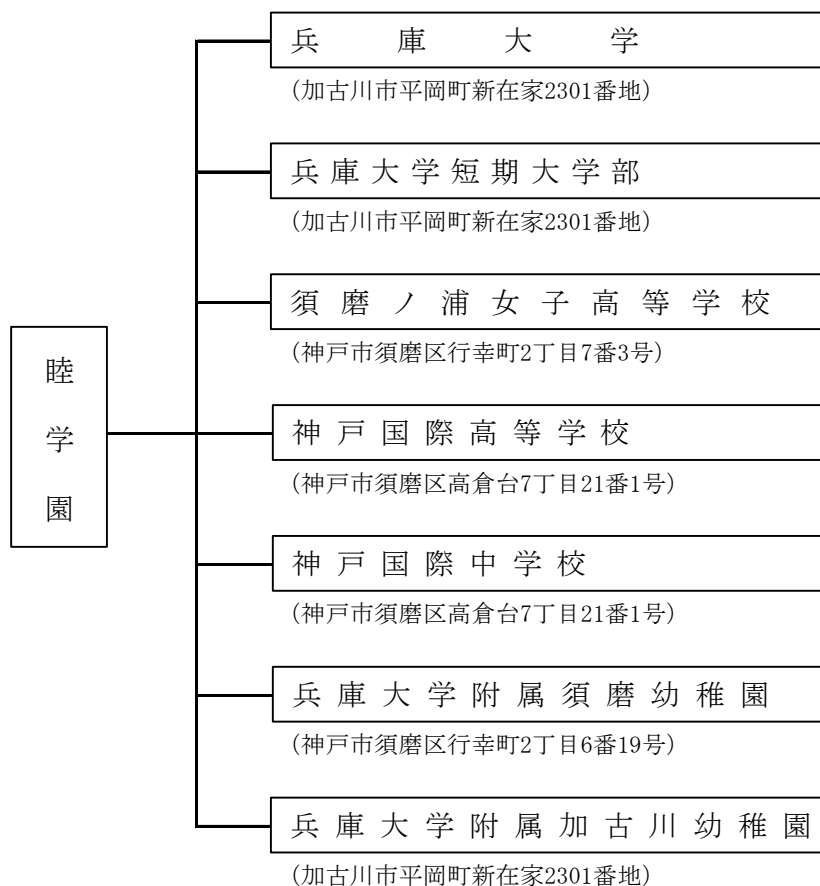 兵庫大学
(加古川市平岡町新在家2301番地)
兵庫大学短期大学部
(加古川市平岡町新在家2301番地)
須磨ノ浦女子高等学校
(神戸市須磨区行幸町2丁目7番3号)
睦学園
神戸国際高等学校
(神戸市須磨区高倉台7丁目21番1号)
神戸国際中学校
(神戸市須磨区高倉台7丁目21番1号)
兵庫大学附属須磨幼稚園
(神戸市須磨区行幸町2丁目6番19号)
兵庫大学附属加古川幼稚園
(加古川市平岡町新在家2301番地)